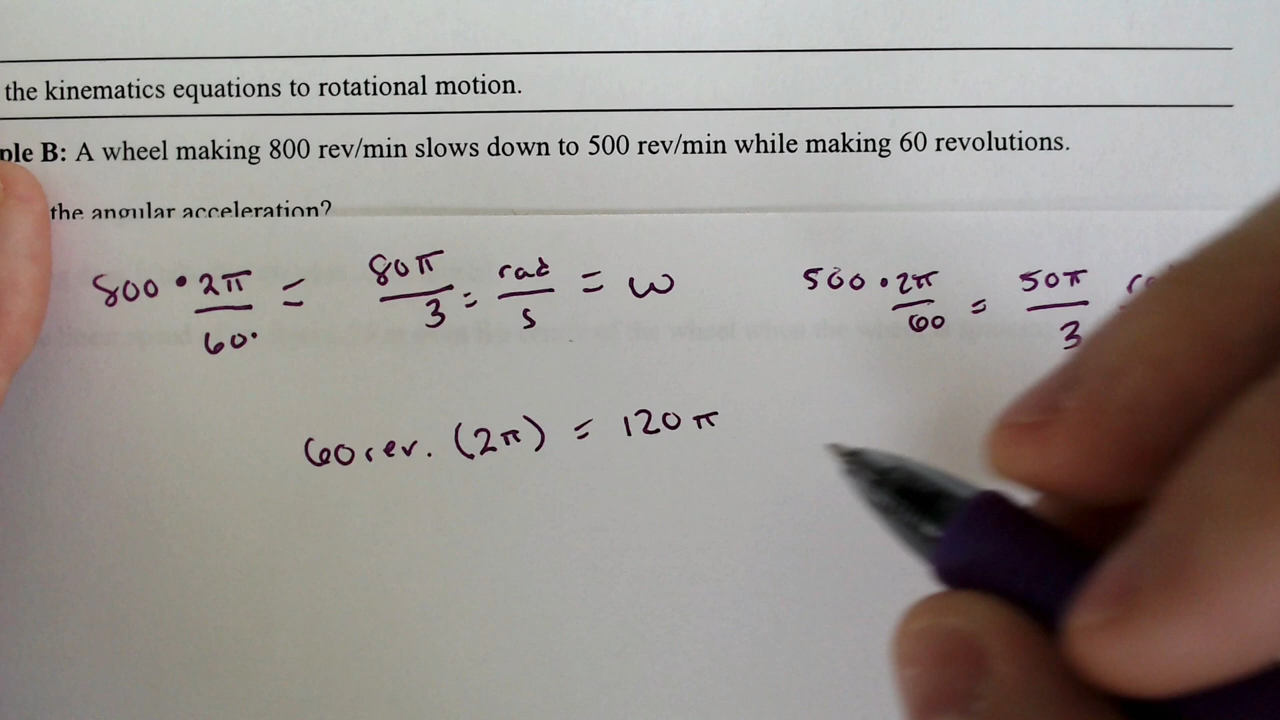 the kinematics equations to rotational motion.
ple B: A wheel making 800 rev/min slows down to 500 rev/min while making 60 revolutions.
the angular acceleration?
800 • 2π/60 = 80π/3 = rad/s = ω
500 • 2π/60 = 50π/3
60 rev. (2π) = 120π